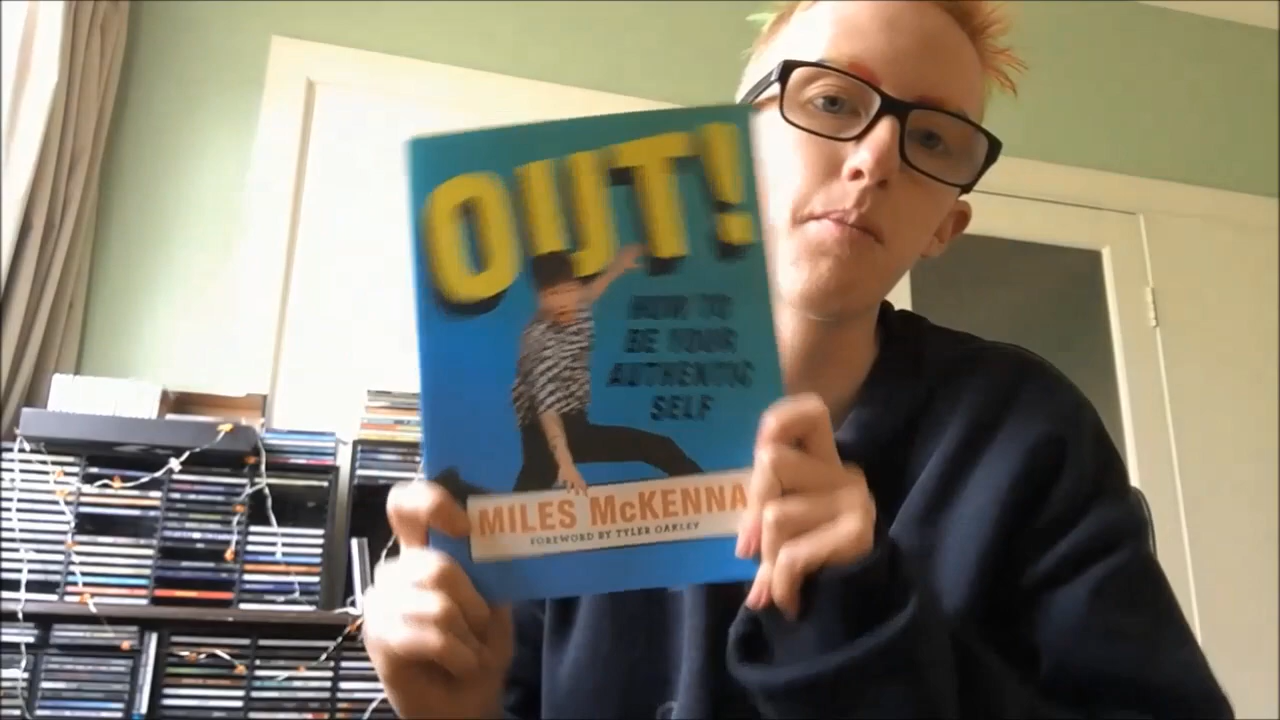 OUT!
HOW TO
BE YOUR
AUTHENTIC
SELF
MILES McKENNA
FOREWORD BY TYLER OAKLEY